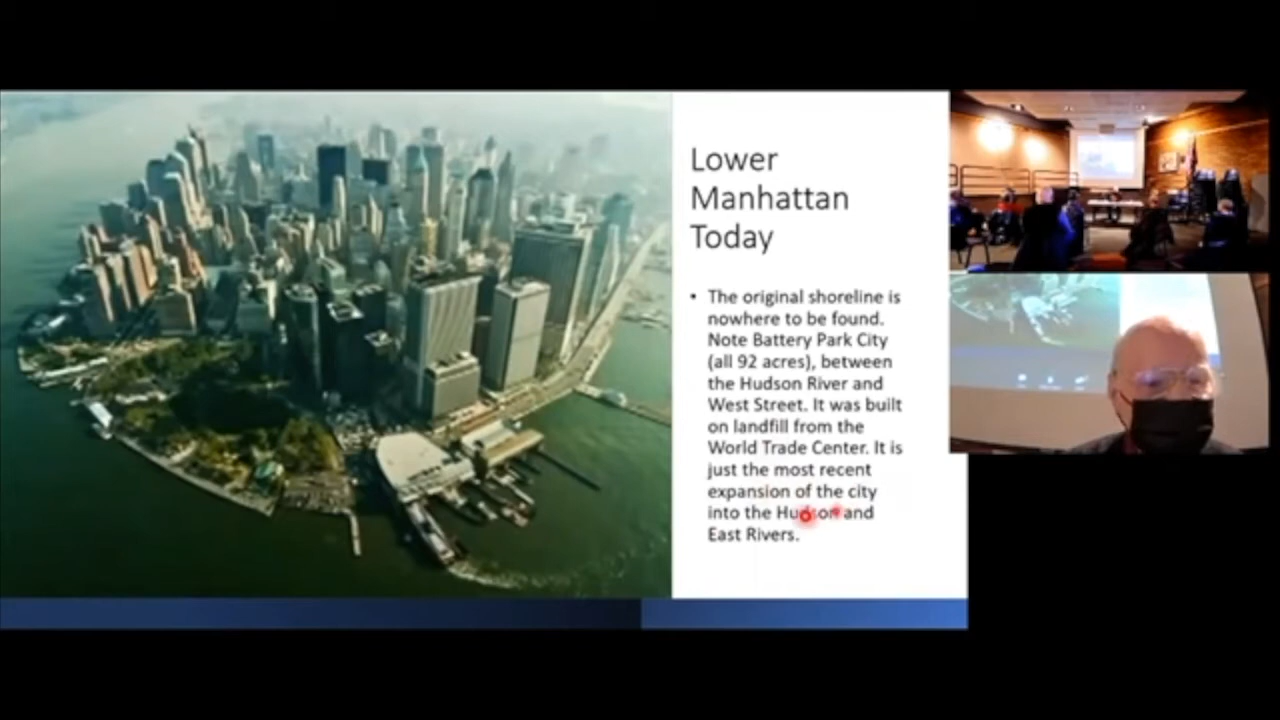 Lower
Manhattan
Today
• The original shoreline is
nowhere to be found.
Note Battery Park City
(all 92 acres), between
the Hudson River and
West Street. It was built
on landfill from the
World Trade Center. It is
just the most recent
expansion of the city
into the Hudson and
East Rivers.